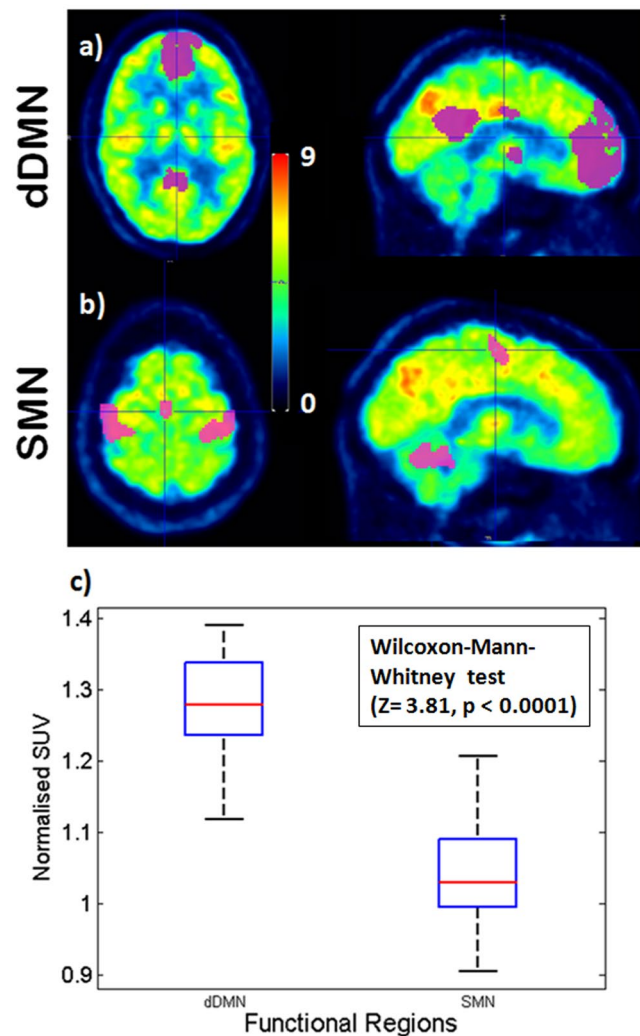 a)
dDMN
9
b)
SMN
0
c)
1.4
1.3
1.2
1.1
1
0.9
Normalised SUV
Wilcoxon-Mann-
Whitney test
(Z= 3.81, p < 0.0001)
dDMN
SMN
Functional Regions